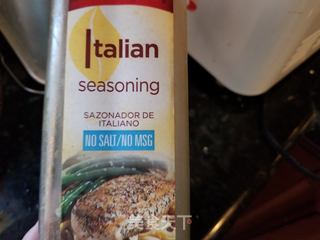 Italian
seasoning
SAZONADOR DE
ITALIANO
NO SALT/NO MSG
美食天下